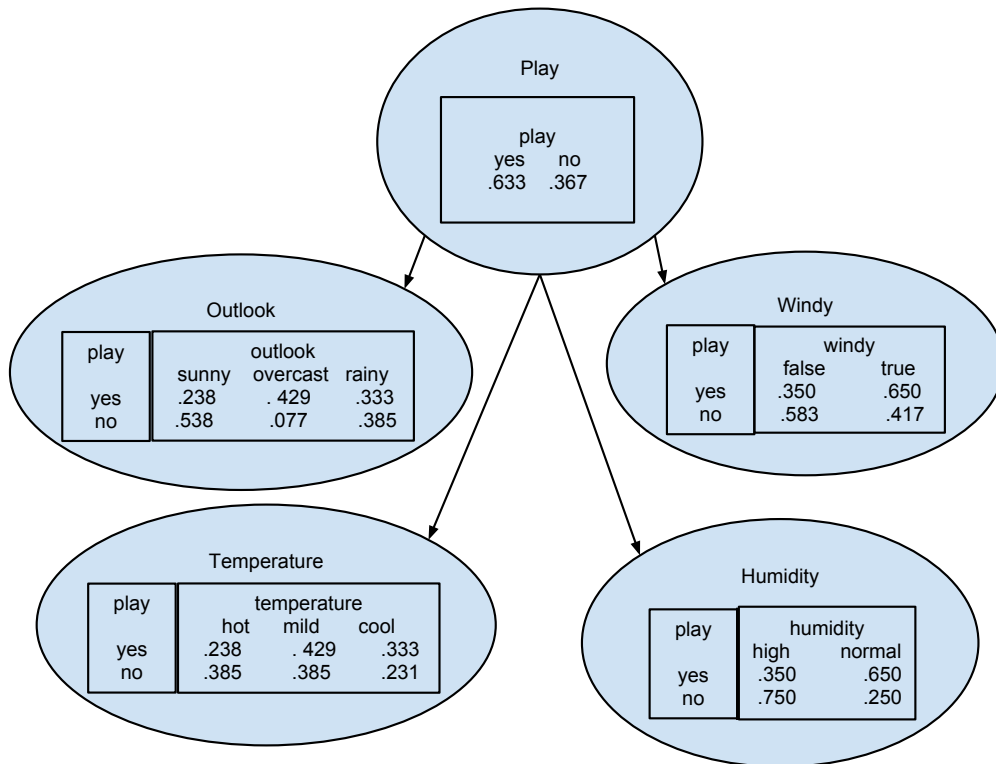 Play
play
yes no
.633 .367
Outlook
play outlook
sunny overcast rainy
yes .238 . 429 .333
no .538 .077 .385
Windy
play windy
false true
yes .350 .650
no .583 .417
Temperature
play temperature
hot mild cool
yes .238 . 429 .333
no .385 .385 .231
Humidity
play humidity
high normal
yes .350 .650
no .750 .250